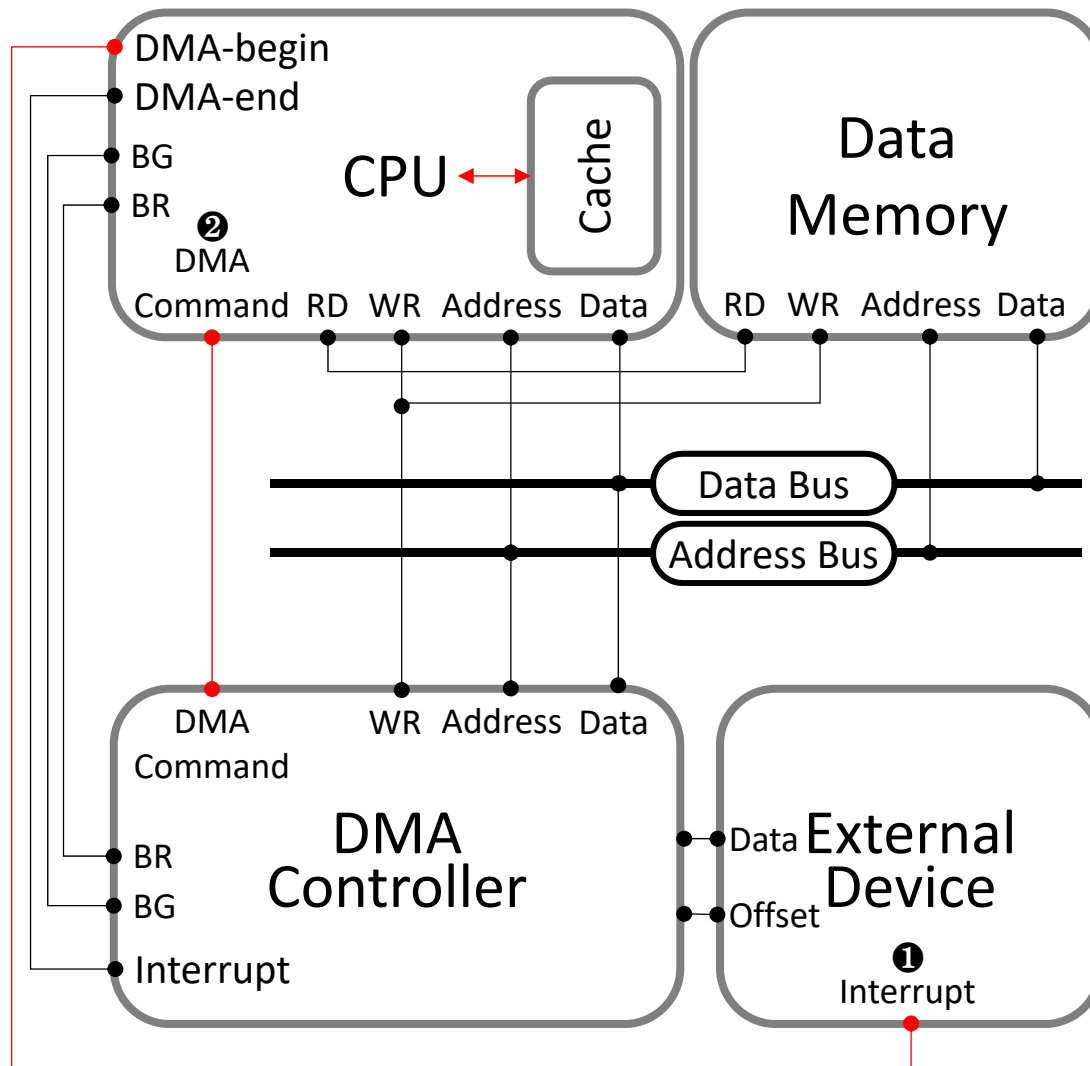 DMA-begin
DMA-end
BG
BR
❷
DMA
Command
RD
WR
Address
Data
CPU
Cache
Data
Memory
RD
WR
Address
Data
Data Bus
Address Bus
DMA
Command
WR
Address
Data
DMA
Controller
BR
BG
Interrupt
Data
Offset
External
Device
❶
Interrupt